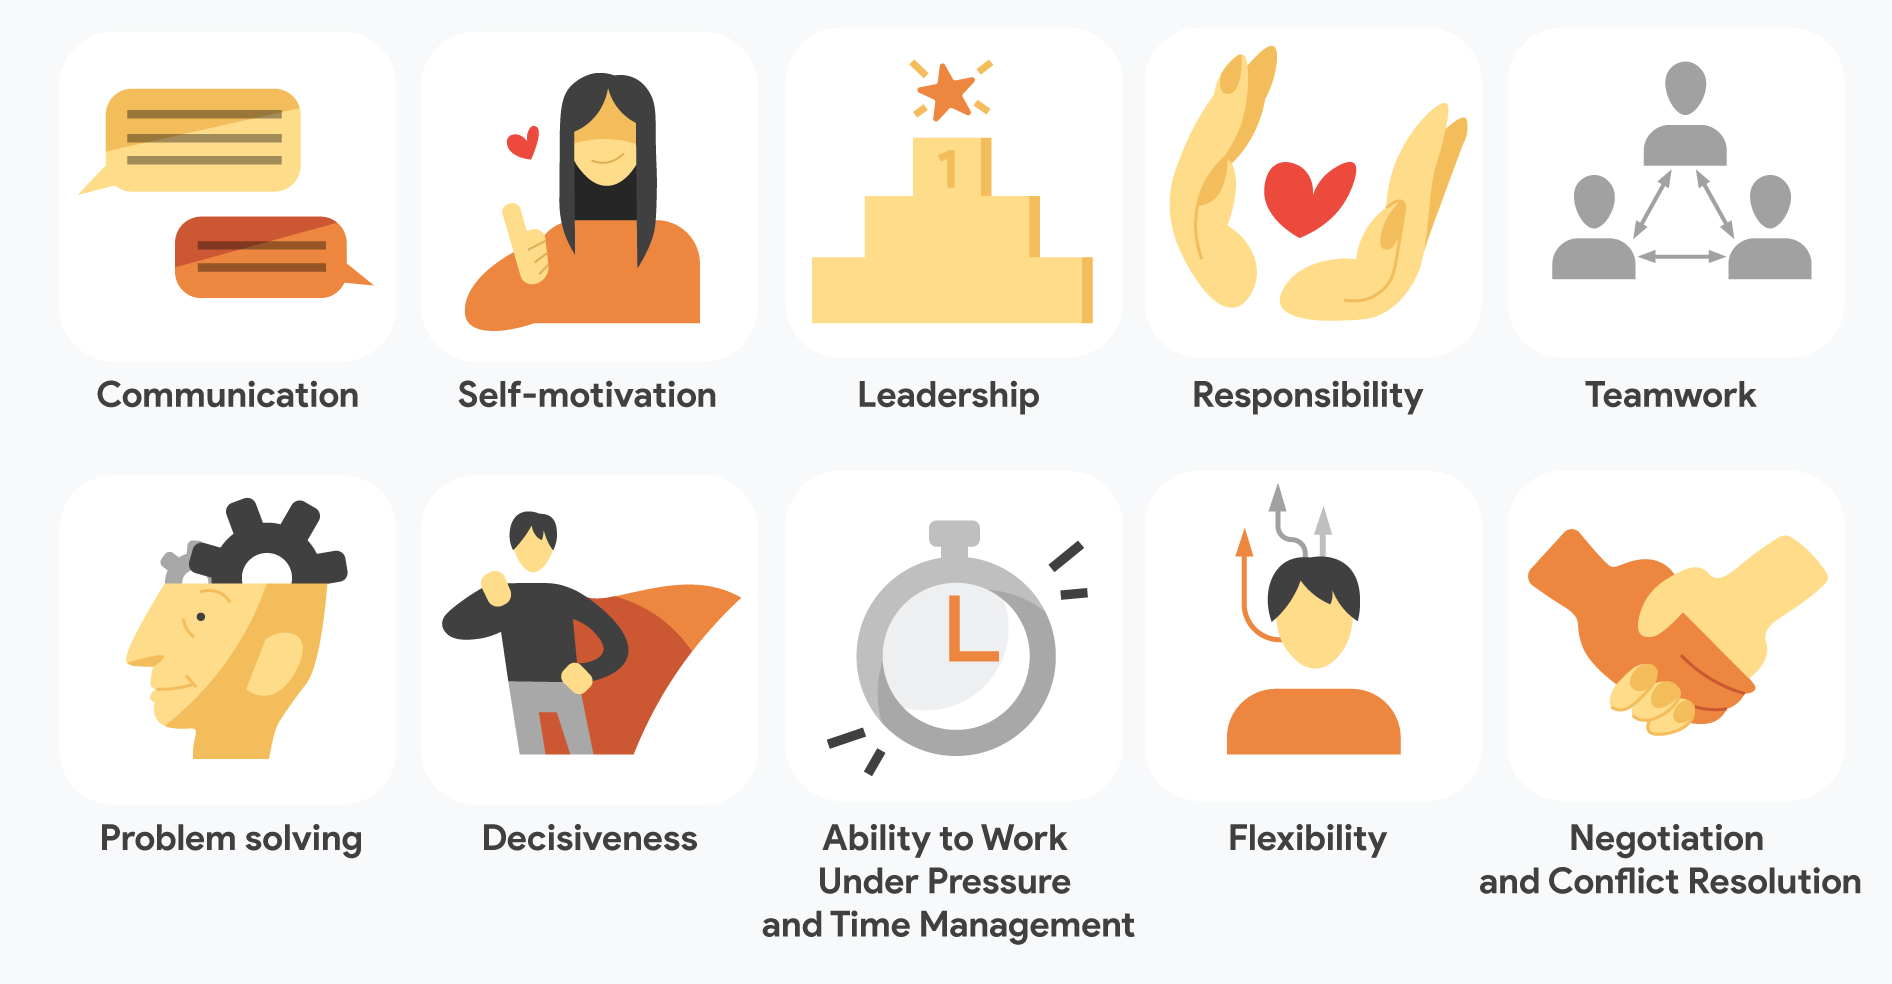 1
Communication
Self-motivation
Leadership
Responsibility
Teamwork
Problem solving
Decisiveness
Ability to Work
Under Pressure
and Time Management
Flexibility
Negotiation
and Conflict Resolution